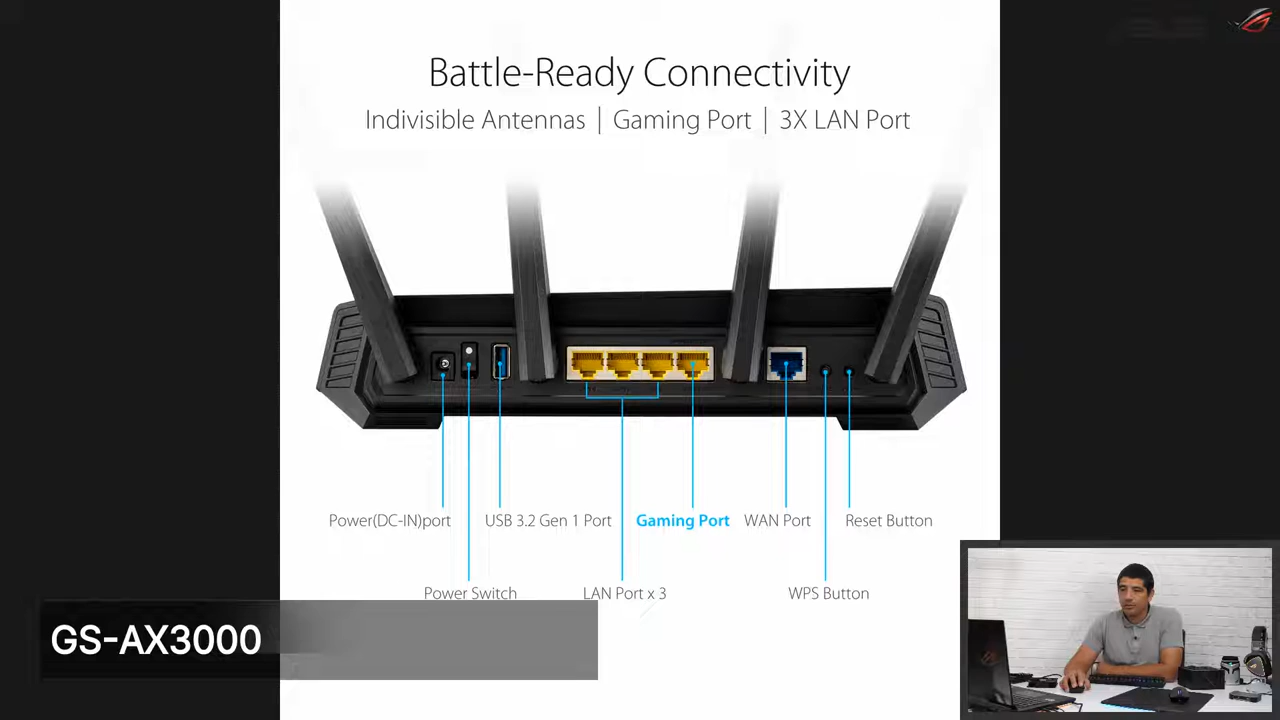 Battle-Ready Connectivity
Indivisible Antennas | Gaming Port | 3X LAN Port
Power(DC-IN)port
USB 3.2 Gen 1 Port
Gaming Port
WAN Port
Reset Button
Power Switch
LAN Port x 3
WPS Button
GS-AX3000